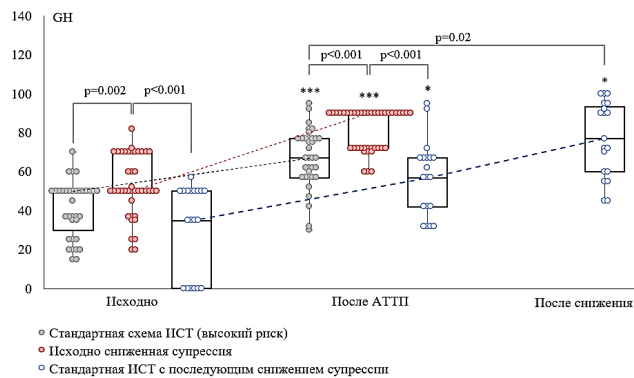 140
GH
120
p=0.02
p<0.001 p<0.001
p=0.002 p<0.001
100
*** *** * *
80
60
40
20
0
Исходно После АТТП После снижения
Стандартная схема ИСТ (высокий риск)
Исходно сниженная супрессия
Стандартная ИСТ с последующим снижением супрессии